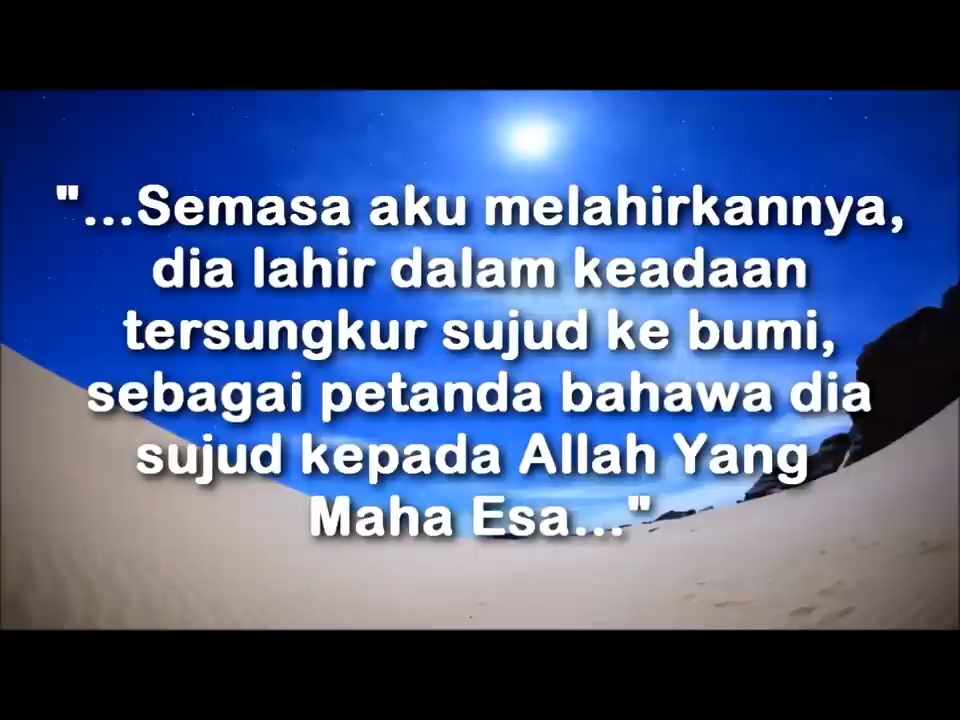 "...Semasa aku melahirkannya,
dia lahir dalam keadaan
tersungkur sujud ke bumi,
sebagai petanda bahawa dia
sujud kepada Allah Yang
Maha Esa..."